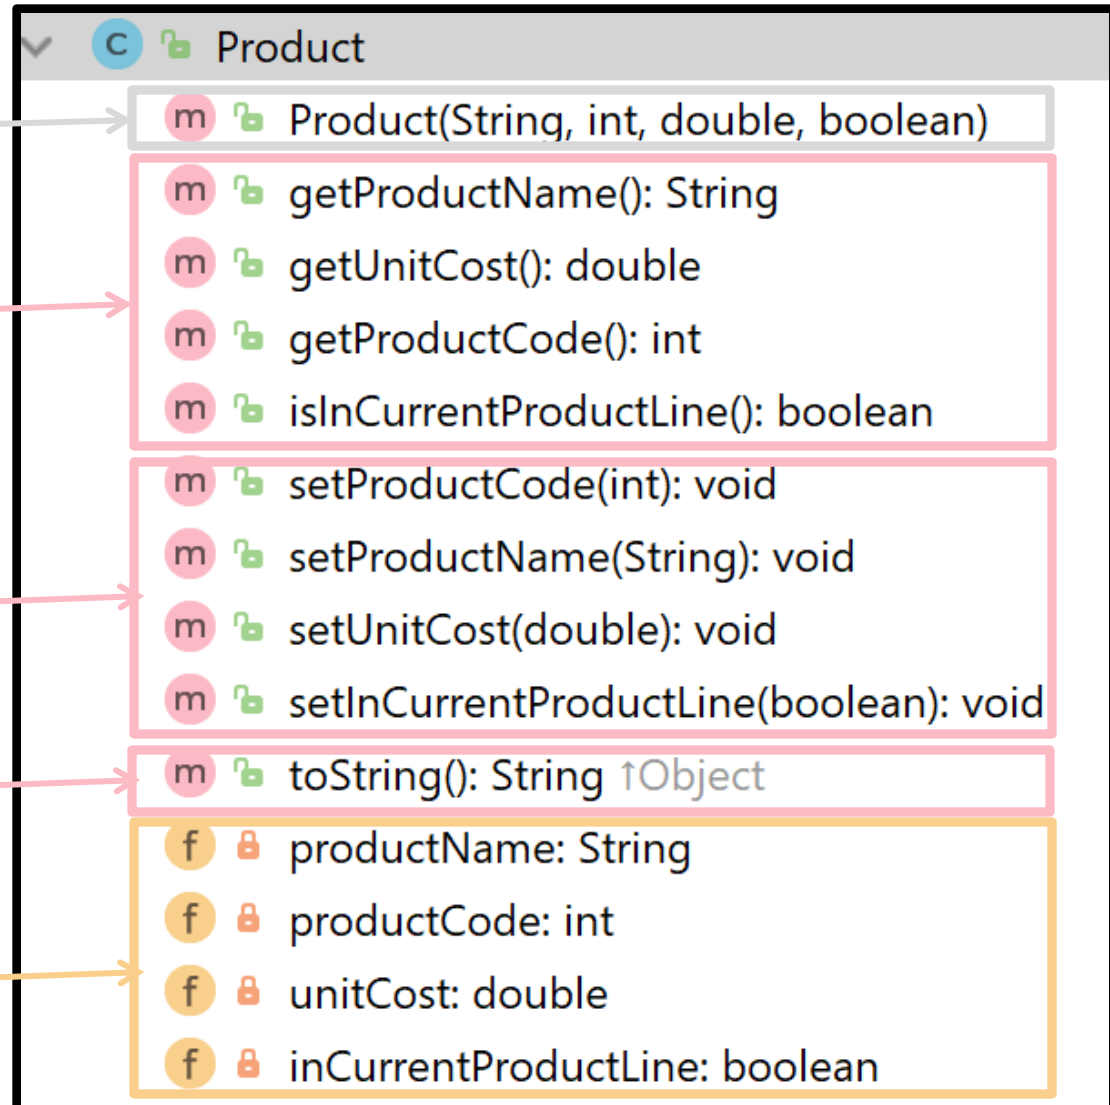 C Product
m Product(String, int, double, boolean)
m getProductName(): String
m getUnitCost(): double
m getProductCode(): int
m isInCurrentProductLine(): boolean
m setProductCode(int): void
m setProductName(String): void
m setUnitCost(double): void
m setInCurrentProductLine(boolean): void
m toString(): String ↑Object
f productName: String
f productCode: int
f unitCost: double
f inCurrentProductLine: boolean